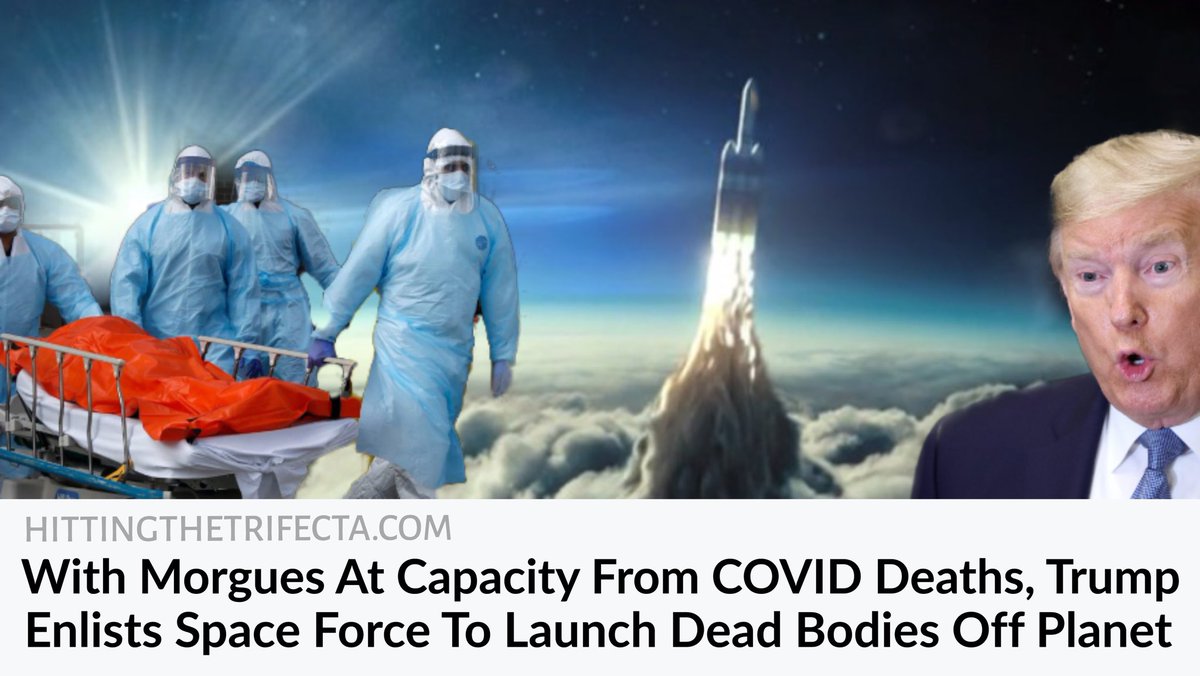 HITTINGTHETRIFECTA.COM
With Morgues At Capacity From COVID Deaths, Trump
Enlists Space Force To Launch Dead Bodies Off Planet